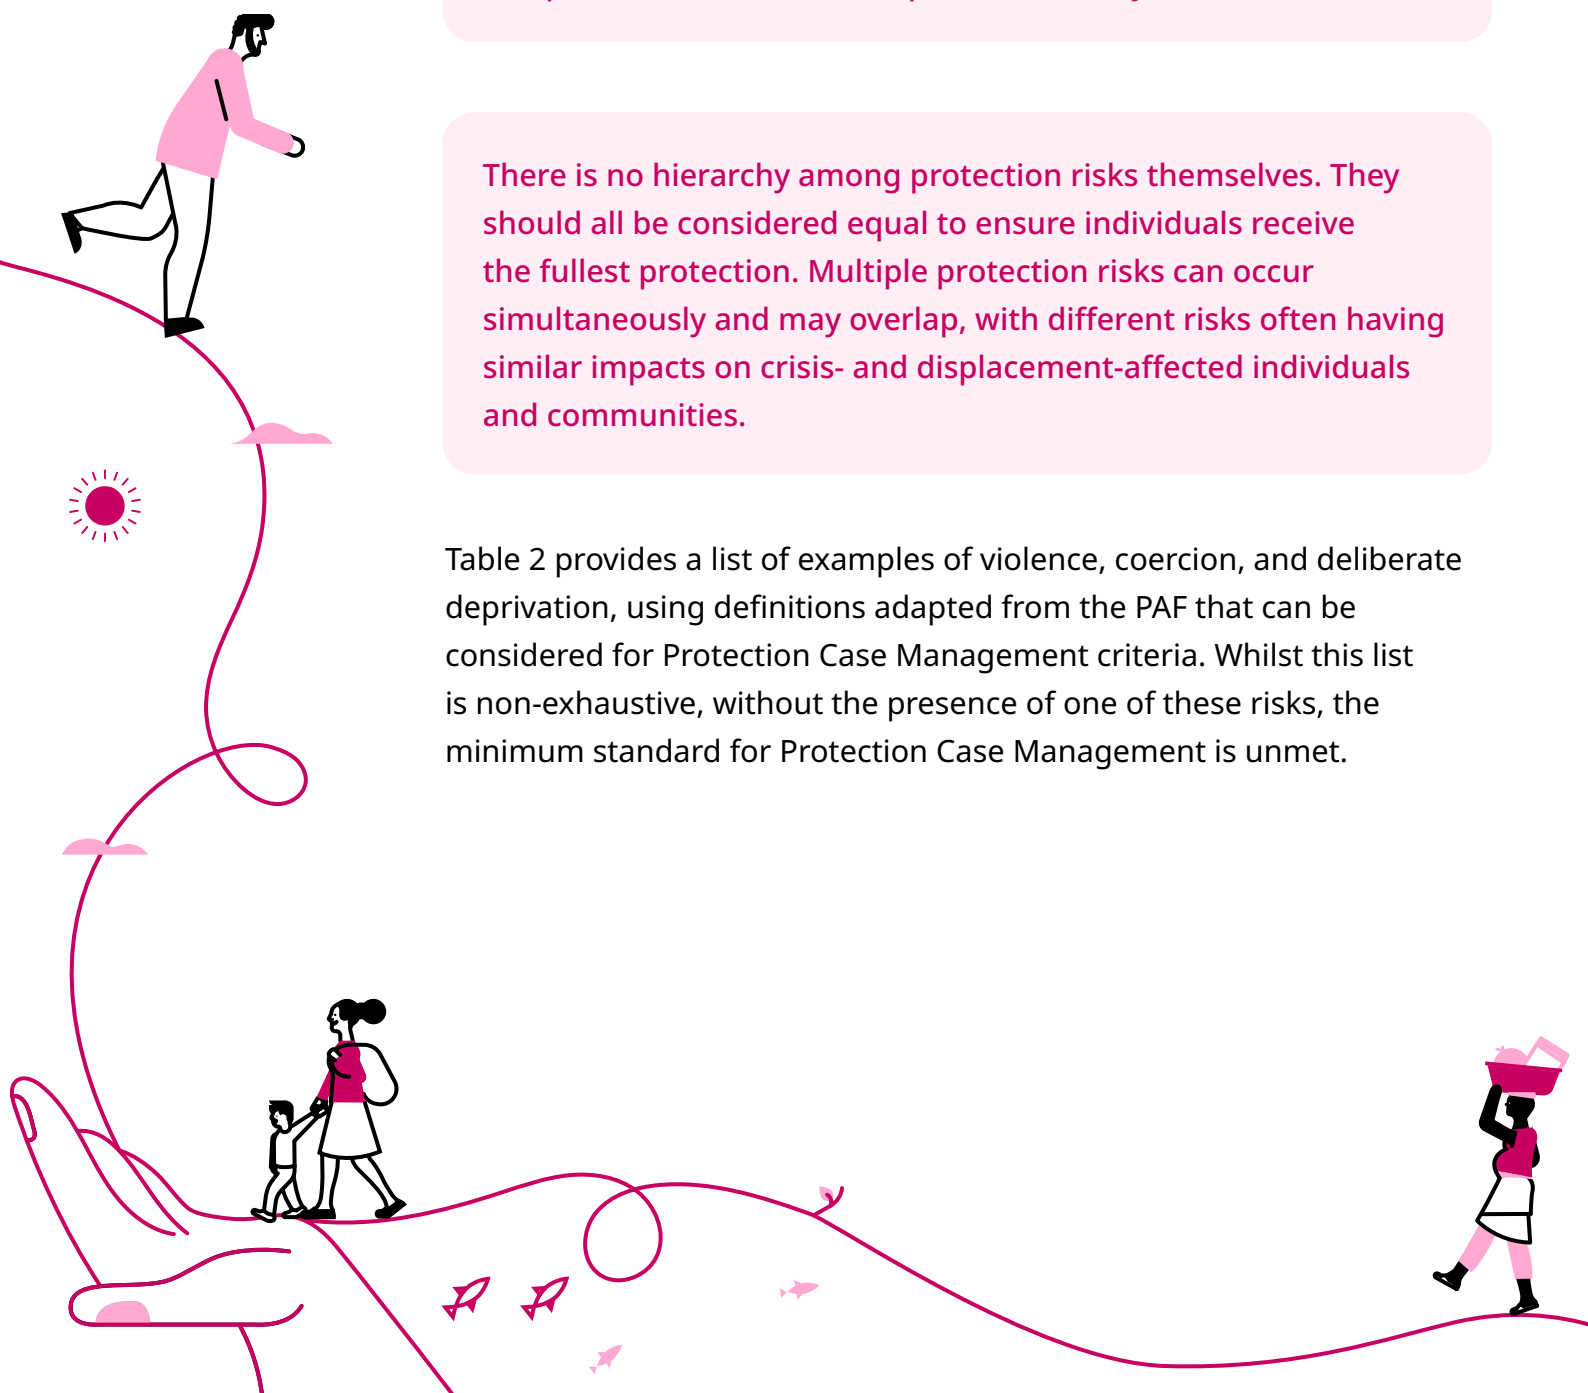 There is no hierarchy among protection risks themselves. They
should all be considered equal to ensure individuals receive
the fullest protection. Multiple protection risks can occur
simultaneously and may overlap, with different risks often having
similar impacts on crisis- and displacement-affected individuals
and communities.
Table 2 provides a list of examples of violence, coercion, and deliberate
deprivation, using definitions adapted from the PAF that can be
considered for Protection Case Management criteria. Whilst this list
is non-exhaustive, without the presence of one of these risks, the
minimum standard for Protection Case Management is unmet.